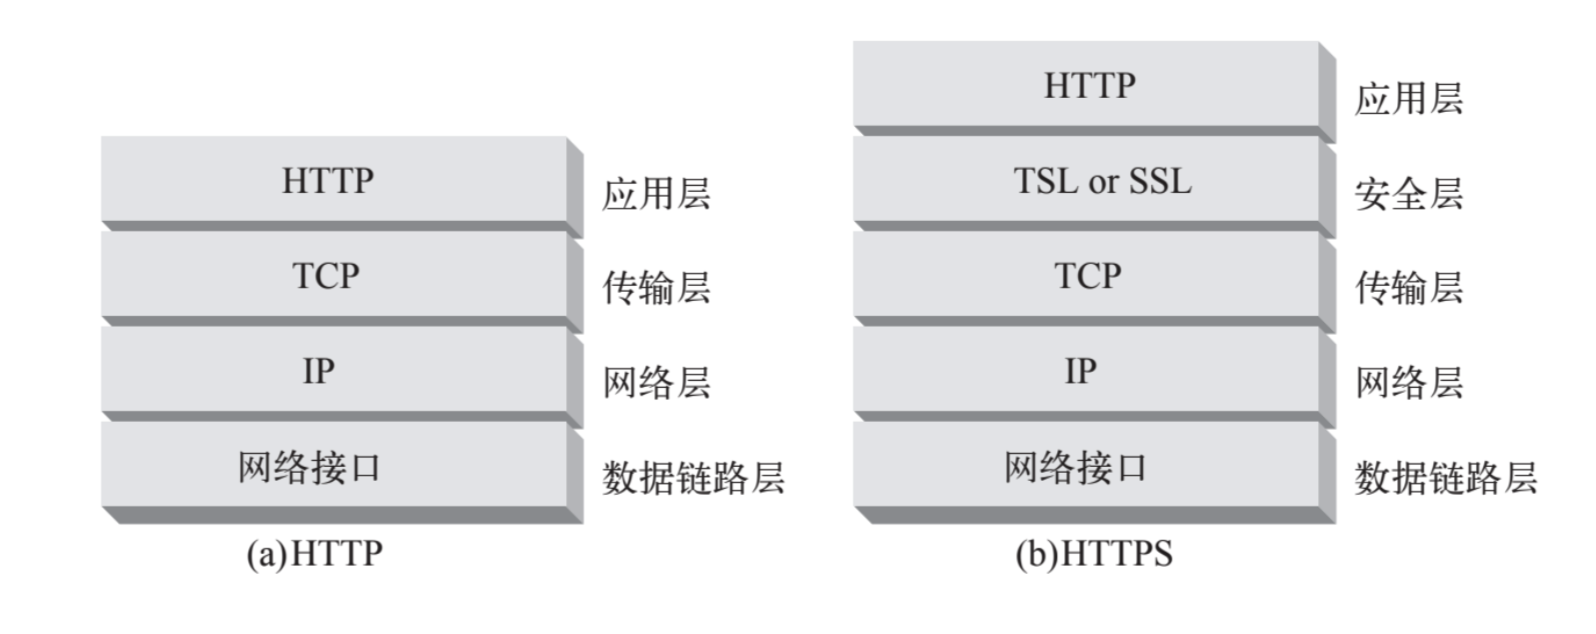 HTTP
应用层
TCP
传输层
IP
网络层
网络接口
数据链路层
(a)HTTP
HTTP
应用层
TSL or SSL
安全层
TCP
传输层
IP
网络层
网络接口
数据链路层
(b)HTTPS